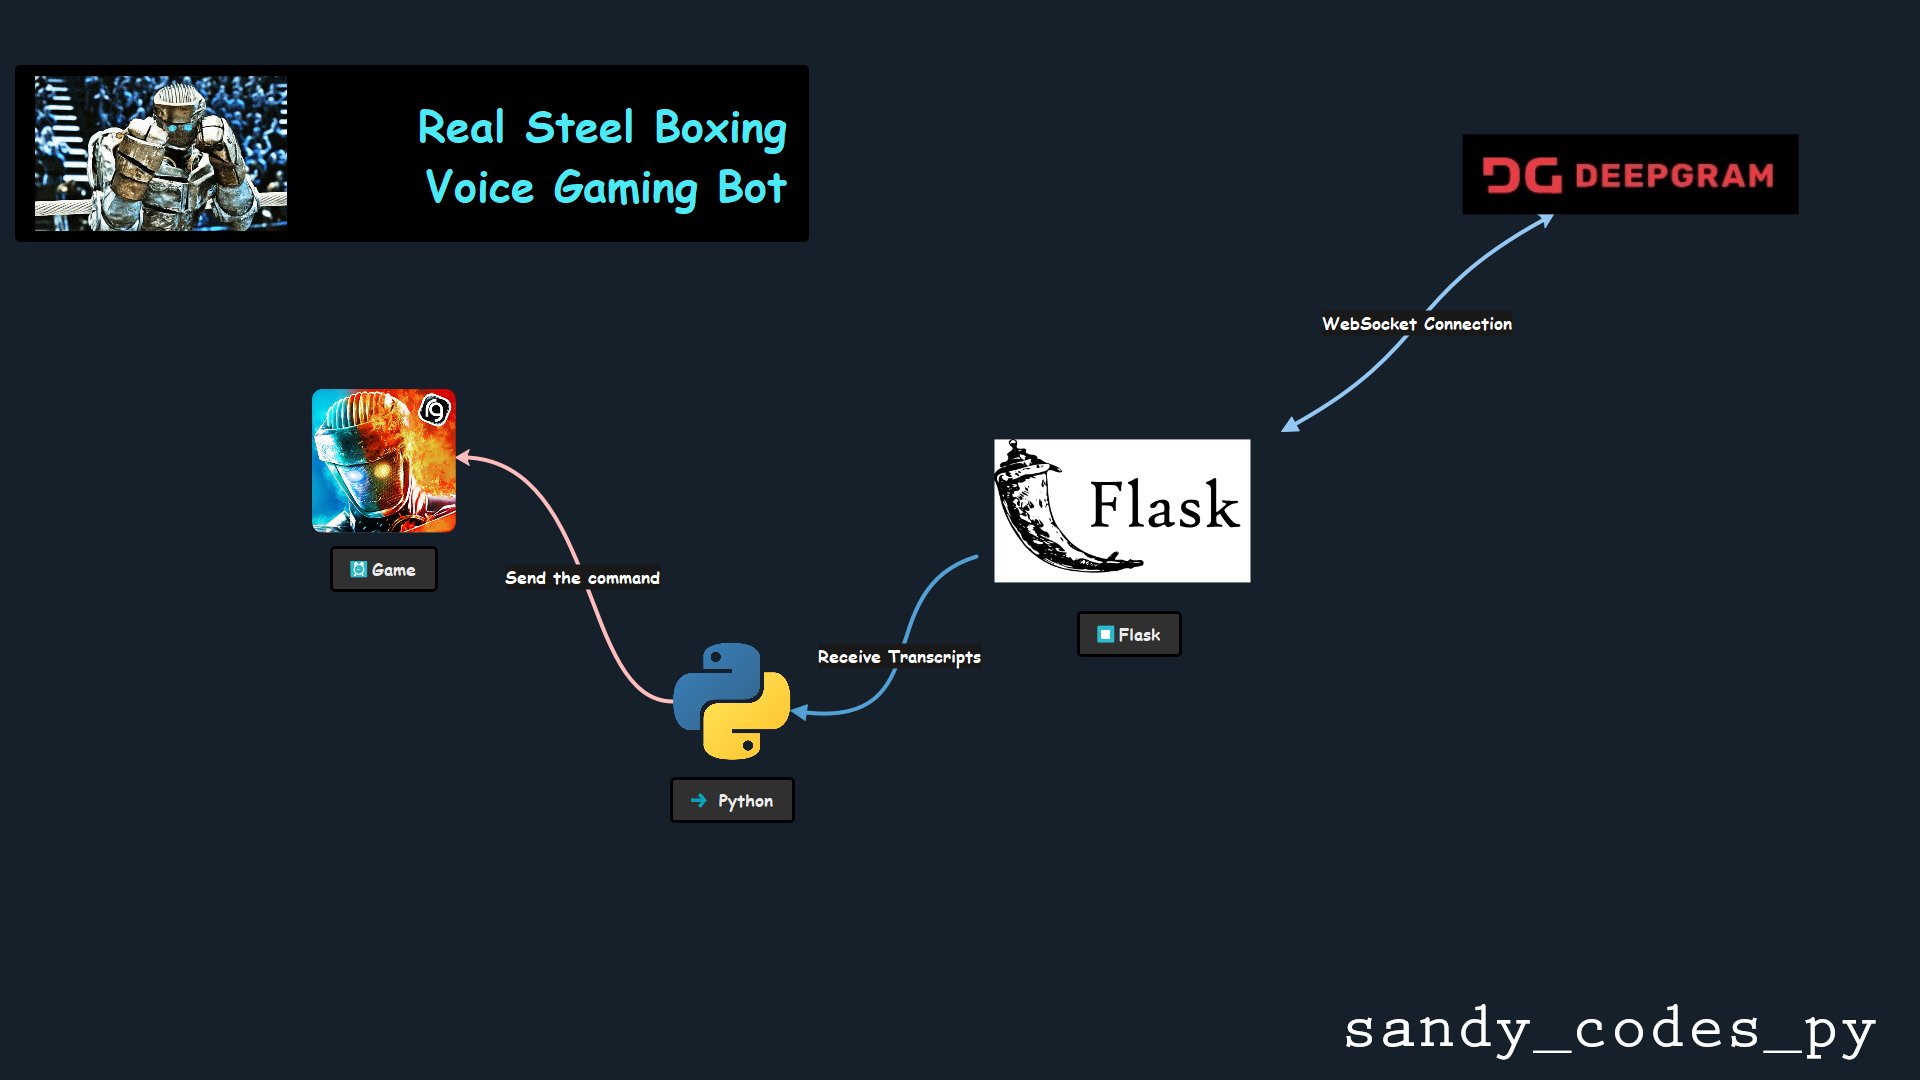 Real Steel Boxing
Voice Gaming Bot
DG DEEPGRAM
WebSocket Connection
rg
Flask
Game
Send the command
Flask
Receive Transcripts
Python
sandy_codes_py